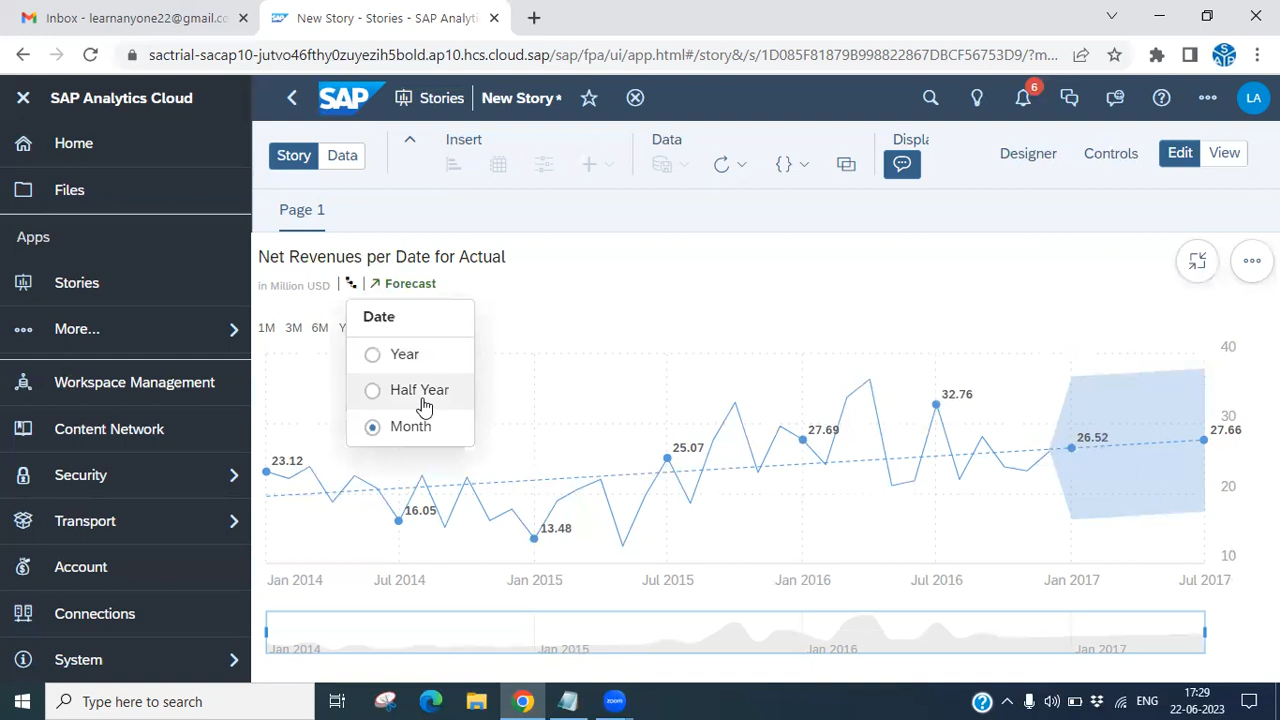 Inbox - learnanyone22@gmail.co
New Story - Stories - SAP Analyti
sactrial-sacap10-jutvo46fthy0zuyezih5bold.ap10.hcs.cloud.sap/sap/fpa/ui/app.html#/story&/s/1D085F81879B998822867DBCF56753D9/?m...
SAP Analytics Cloud
SAP
Stories
New Story*
6
LA
Home
Files
Apps
Stories
More...
Workspace Management
Content Network
Security
Transport
Account
Connections
System
Story
Data
Insert
Data
Displa
Designer
Controls
Edit
View
Page 1
Net Revenues per Date for Actual
in Million USD
Forecast
1M 3M 6M Y
Date
Year
Half Year
Month
23.12
16.05
13.48
25.07
27.69
32.76
26.52
27.66
40
30
20
10
Jan 2014 Jul 2014 Jan 2015 Jul 2015 Jan 2016 Jul 2016 Jan 2017 Jul 2017
Jan 2014 Jan 2015 Jan 2016 Jan 2017
Type here to search
zoom
ENG
17:29
22-06-2023